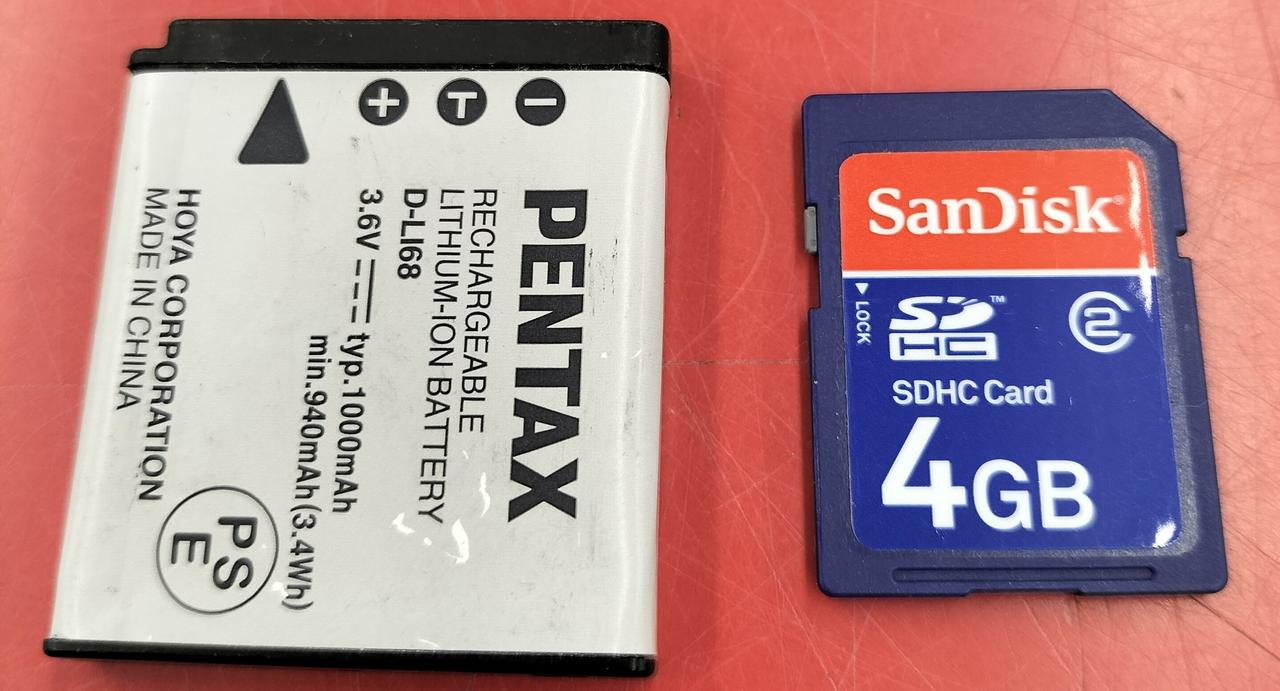 PENTAX
RECHARGEABLE
LITHIUM-ION BATTERY
D-LI68
3.6V typ.1000mAh
min.940mAh(3.4Wh)
HOYA CORPORATION
MADE IN CHINA
PS
E
+ T −
SanDisk®
LOCK
SD™
HC
2
SDHC Card
4GB